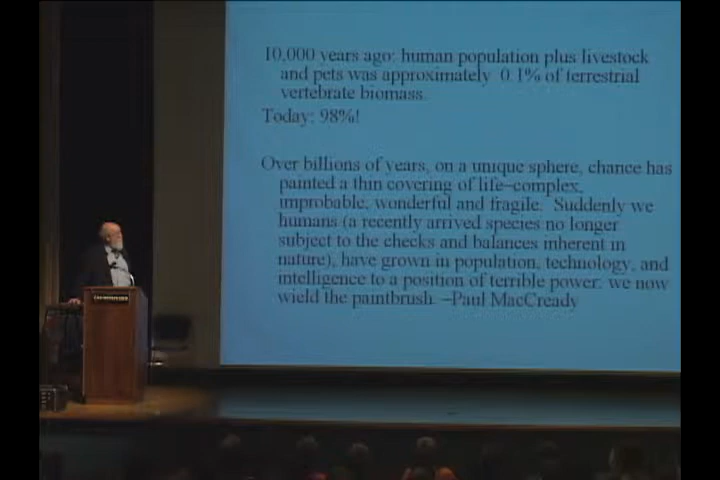 10,000 years ago: human population plus livestock
and pets was approximately 0.1% of terrestrial
vertebrate biomass.
Today: 98%!
Over billions of years, on a unique sphere, chance has
painted a thin covering of life–complex,
improbable, wonderful and fragile. Suddenly we
humans (a recently arrived species no longer
subject to the checks and balances inherent in
nature), have grown in population, technology, and
intelligence to a position of terrible power: we now
wield the paintbrush. –Paul MacCready